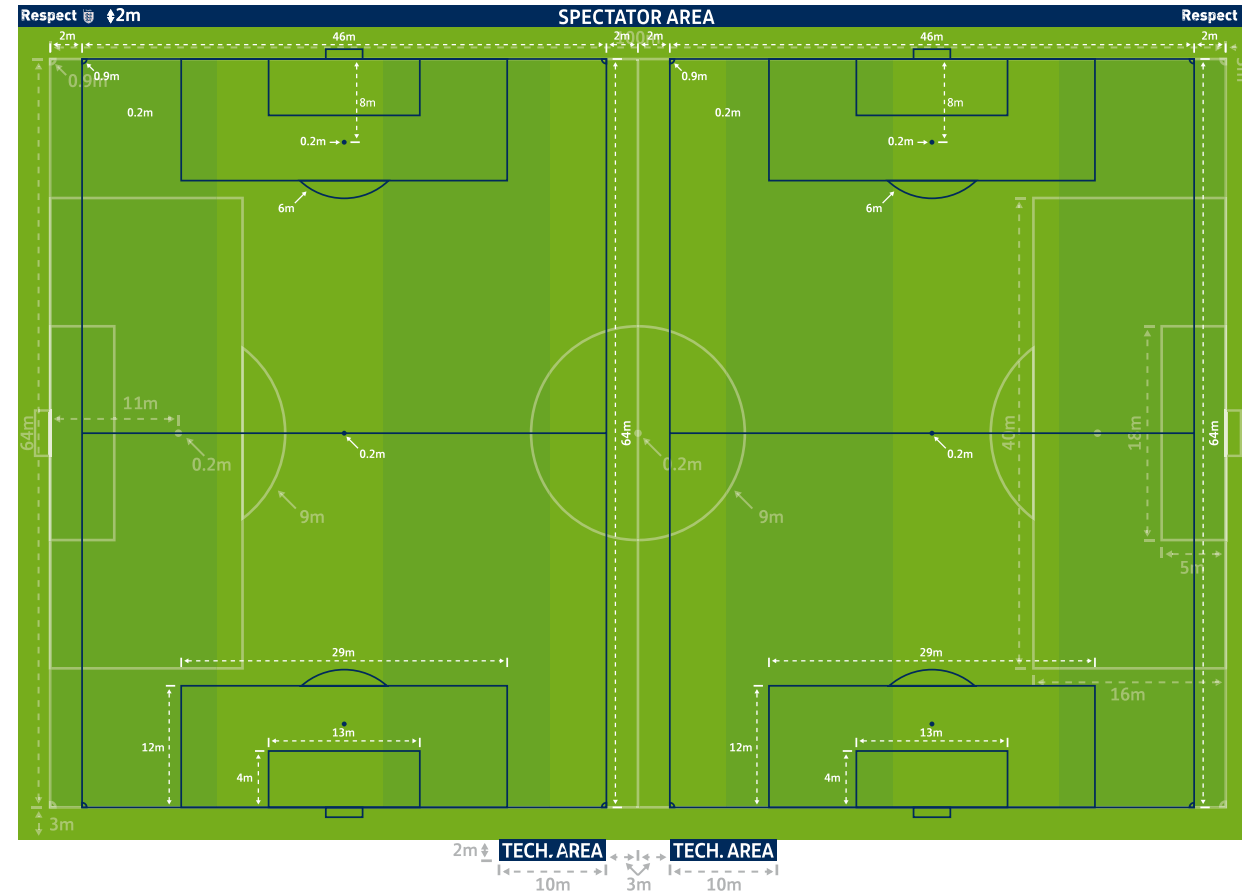 Respect 2m SPECTATOR AREA Respect
2m 46m 2m 2m 46m 2m
100m
0.9m 0.9m 0.9m
0.2m 8m 0.2m 8m
0.2m 0.2m
6m 6m
11m
64m 64m 40m 18m 64m
0.2m 0.2m 0.2m 0.2m
9m 9m
5m
29m 29m
16m
12m 13m 12m 13m
4m 4m
3m
2m TECH. AREA TECH. AREA
10m 3m 10m